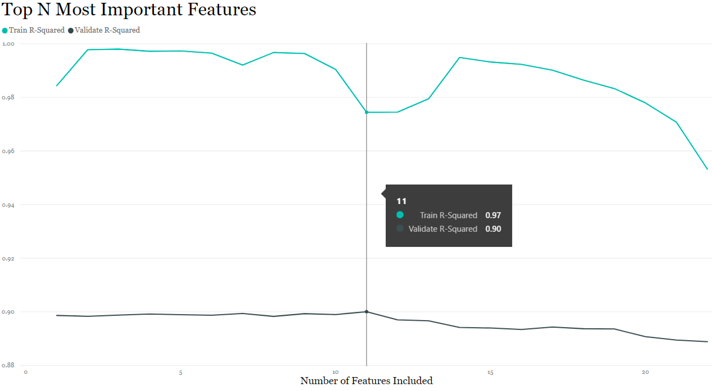 Top N Most Important Features
Train R-Squared Validate R-Squared
1.00
0.98
0.96
0.94
0.92
0.90
0.88
11
Train R-Squared 0.97
Validate R-Squared 0.90
0 5 10 15 20
Number of Features Included